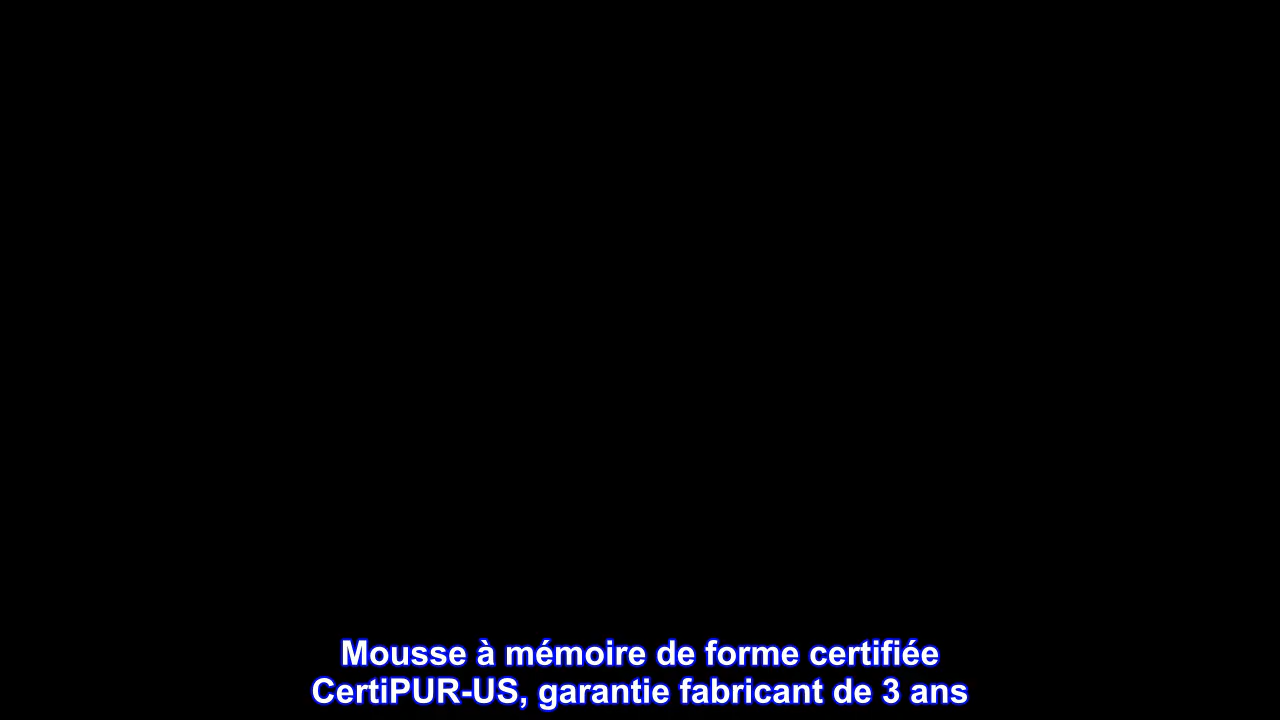 Mousse à mémoire de forme certifiée
CertiPUR-US, garantie fabricant de 3 ans